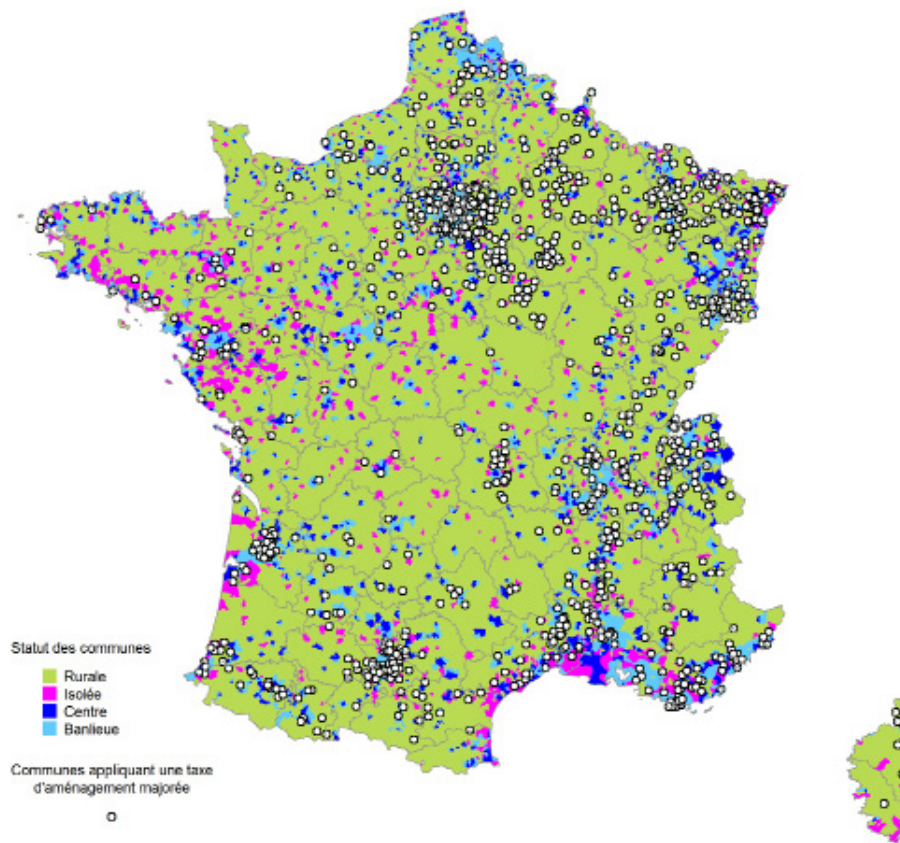 Statut des communes
Rurale
Isolée
Centre
Banlieue
Communes appliquant une taxe
d'aménagement majorée